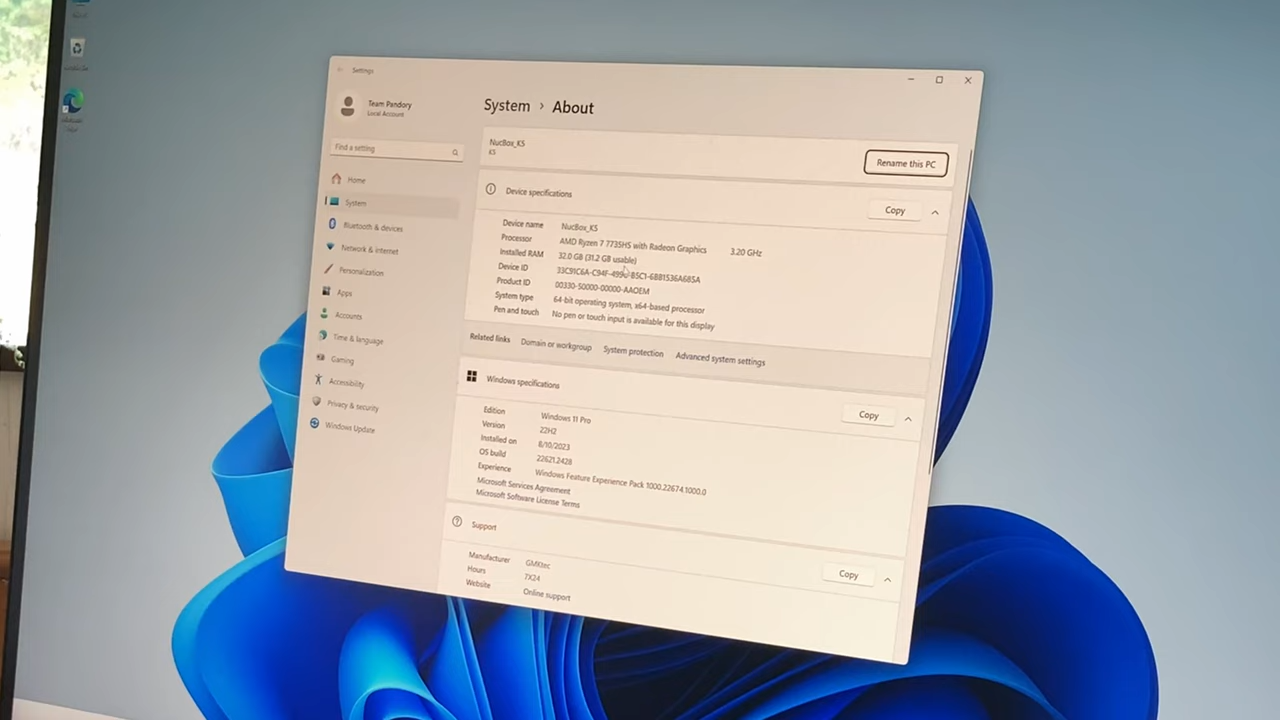 Settings
Team Pandory
Local Account
Find a setting
Home
System
Bluetooth & devices
Network & internet
Personalization
Apps
Accounts
Time & language
Gaming
Accessibility
Privacy & security
Windows Update
System > About
NucBox_K5
K5
Rename this PC
Device specifications
Copy
Device name NucBox_K5
Processor AMD Ryzen 7 7735HS with Radeon Graphics 3.20 GHz
Installed RAM 32.0 GB (31.2 GB usable)
Device ID
Product ID 00330-50000-00000-AAOEM
System type 64-bit operating system, x64-based processor
Pen and touch No pen or touch input is available for this display
Related links Domain or workgroup System protection Advanced system settings
Windows specifications
Copy
Edition Windows 11 Pro
Version 22H2
Installed on 8/10/2023
OS build 22621.2428
Experience Windows Feature Experience Pack 1000.22674.1000.0
Microsoft Services Agreement
Microsoft Software License Terms
Support
Copy
Manufacturer GMKtec
Hours 7X24
Website Online support